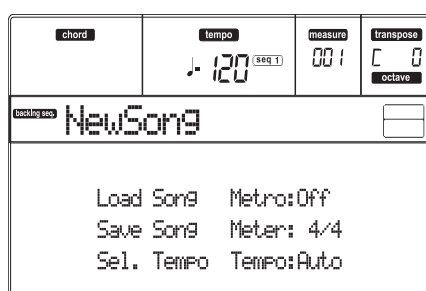 chord tempo measure transpose
♩= 120 seq 1 001 C 0
octave
backing seq. NewSong
Load Song Metro:Off
Save Song Meter: 4/4
Sel. Tempo Tempo:Auto